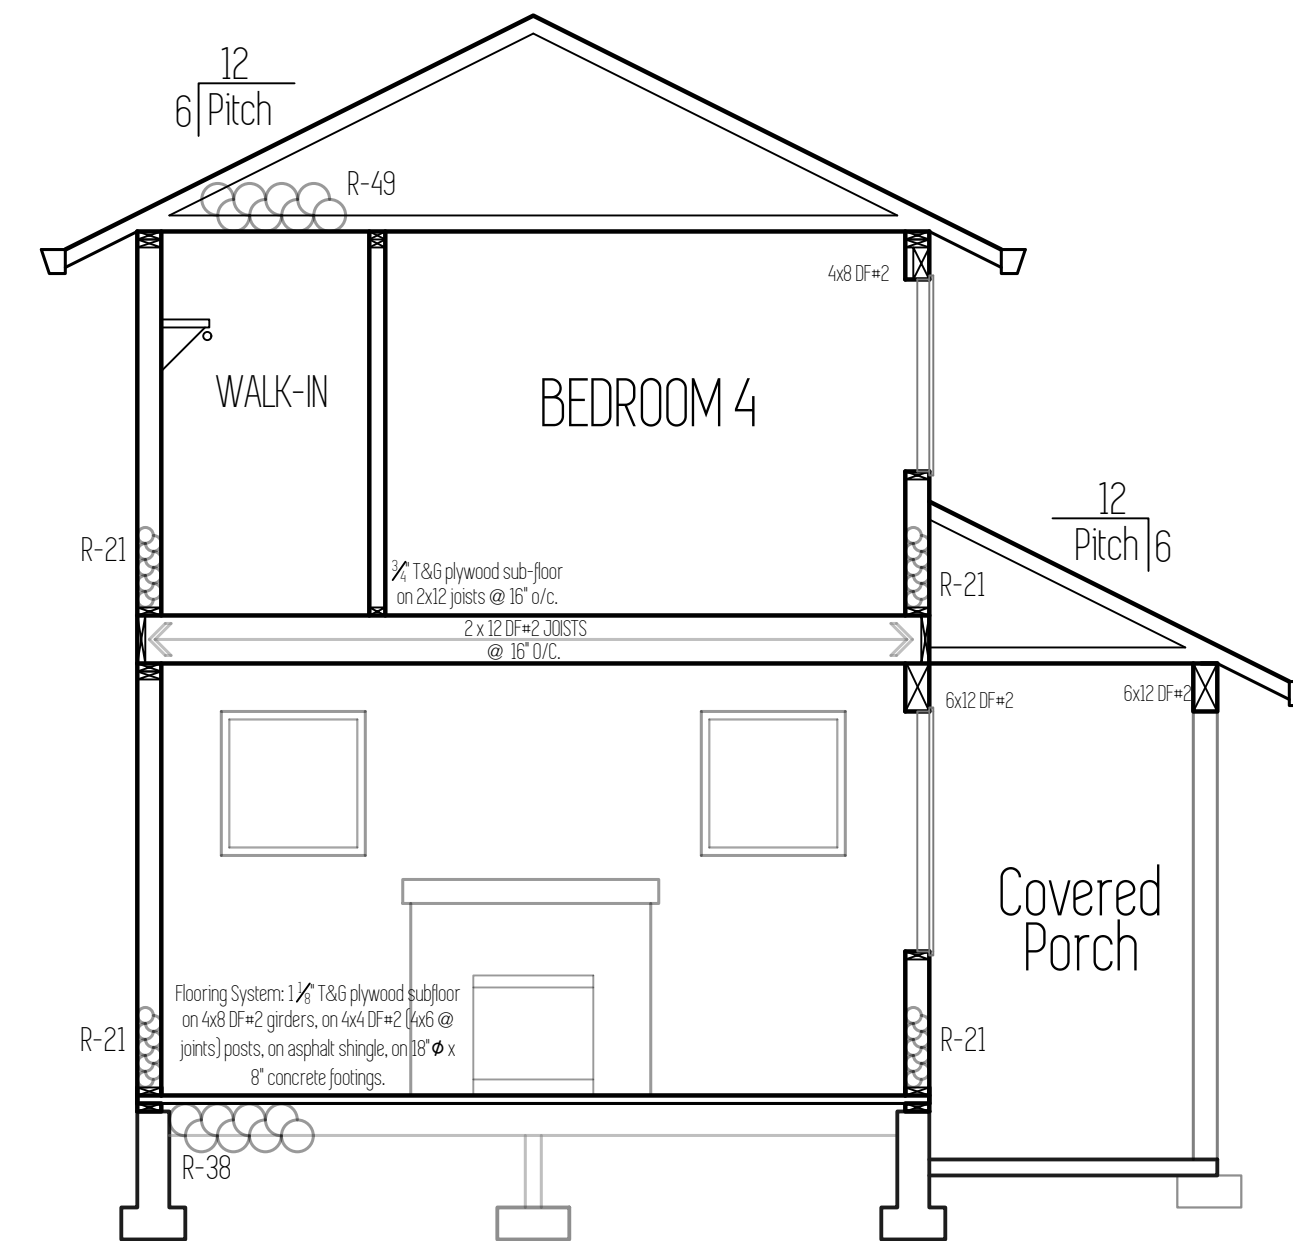 12
6 Pitch
R-49
4x8 DF#2
WALK-IN
BEDROOM 4
12
Pitch 6
R-21
3/4" T&G plywood sub-floor
on 2x12 joists @ 16" o/c.
R-21
2 x 12 DF#2 JOISTS
@ 16" O/C.
6x12 DF#2
6x12 DF#2
Covered
Porch
Flooring System: 1 1/8" T&G plywood subfloor
on 4x8 DF#2 girders, on 4x4 DF#2 (4x6 @
joints) posts, on asphalt shingle, on 18"Φ x
8" concrete footings.
R-21
R-21
R-38